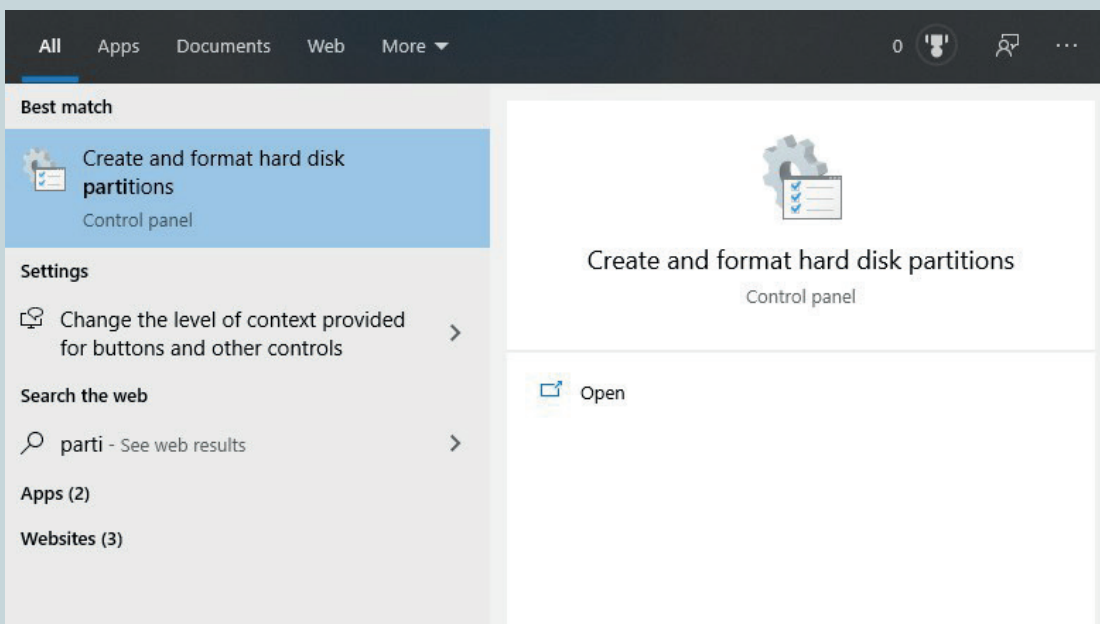 All Apps Documents Web More 0 ...
Best match
Create and format hard disk
partitions
Control panel
Settings
Change the level of context provided
for buttons and other controls
Search the web
parti - See web results
Apps (2)
Websites (3)
Create and format hard disk partitions
Control panel
Open